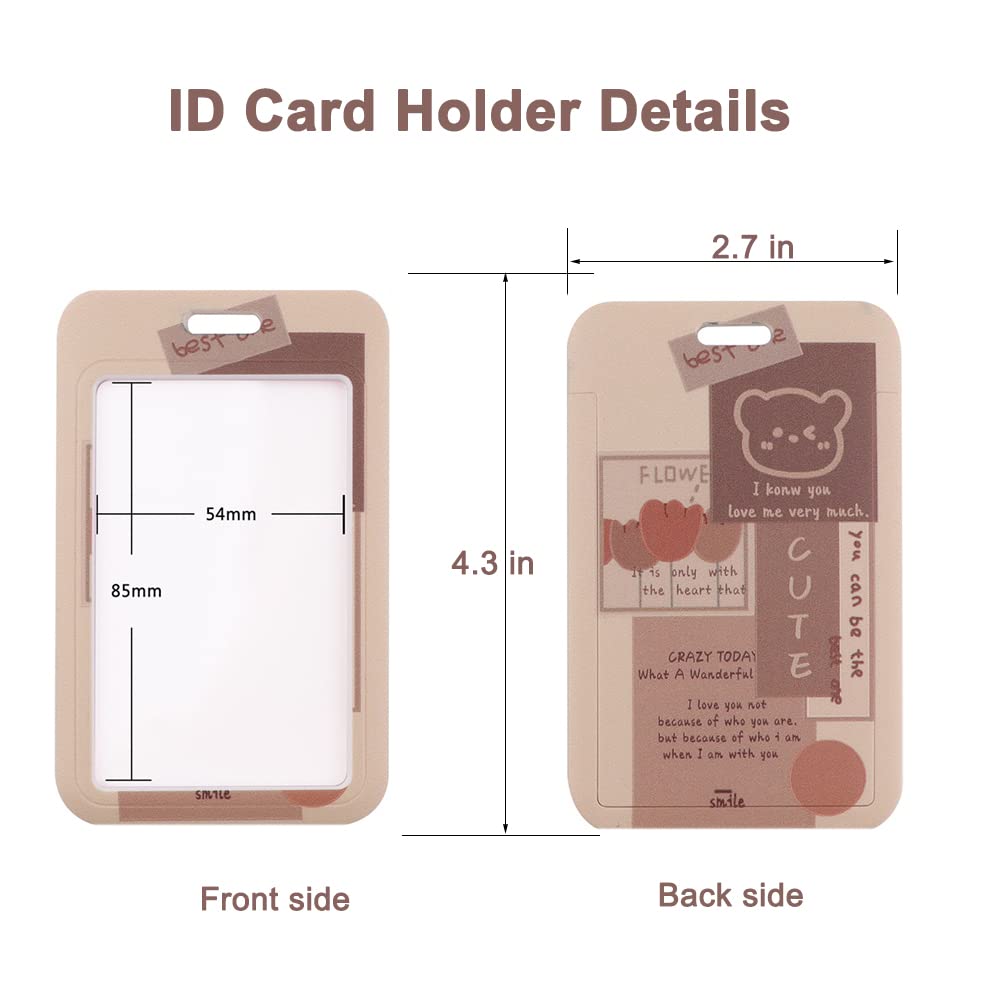 ID Card Holder Details
2.7 in
4.3 in
best one
54mm
85mm
smile
Front side
best one
I konw you
love me very much.
FLOWE
It is only with
the heart that
CUTE
you can be the
best one
CRAZY TODAY
What A Wanderful
I love you not
because of who you are.
but because of who i am
when I am with you
smile
Back side